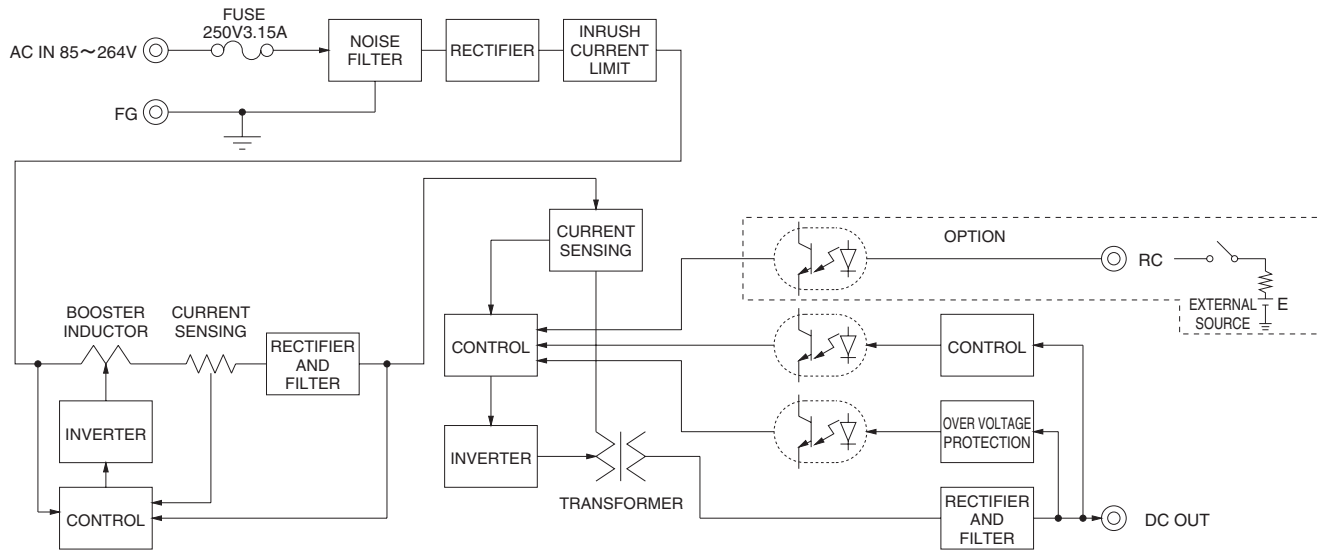 FUSE
250V3.15A
AC IN 85~264V
NOISE
FILTER
RECTIFIER
INRUSH
CURRENT
LIMIT
FG
CURRENT
SENSING
OPTION
RC
E
EXTERNAL
SOURCE
BOOSTER
INDUCTOR
CURRENT
SENSING
RECTIFIER
AND
FILTER
CONTROL
CONTROL
INVERTER
INVERTER
OVER VOLTAGE
PROTECTION
TRANSFORMER
CONTROL
RECTIFIER
AND
FILTER
DC OUT